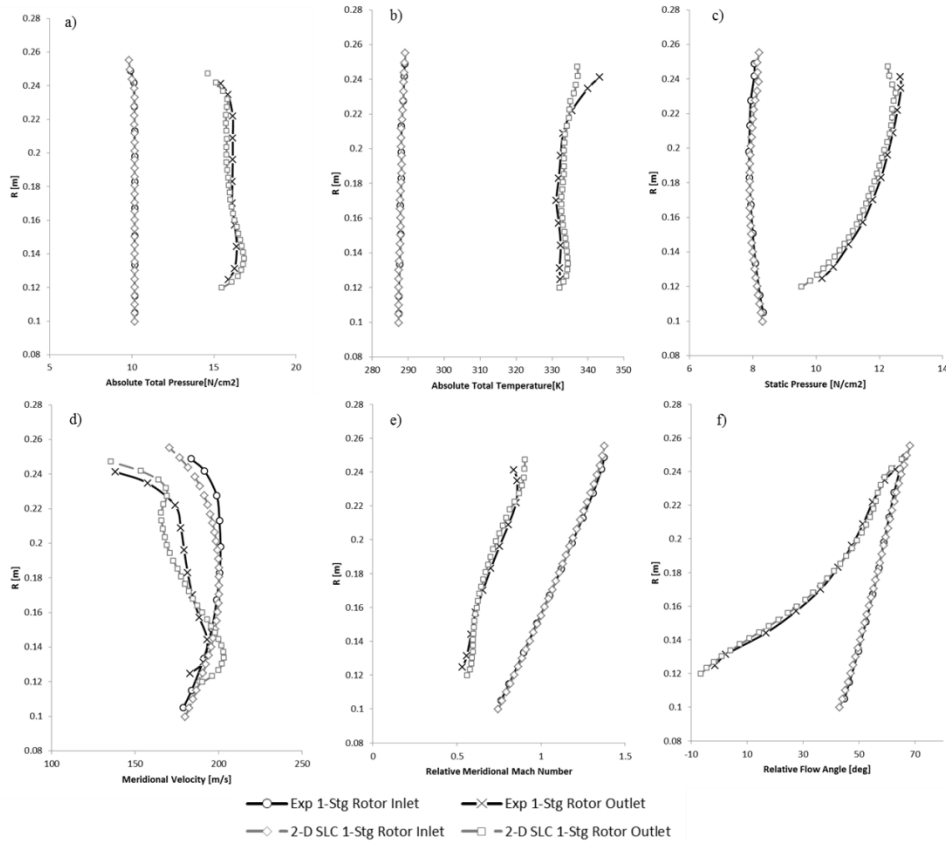 a)
0.28
0.26
0.24
0.22
0.2
0.18
0.16
0.14
0.12
0.1
0.08
R [m]
5 10 15 20
Absolute Total Pressure[N/cm2]
b)
0.28
0.26
0.24
0.22
0.2
0.18
0.16
0.14
0.12
0.1
0.08
R [m]
280 290 300 310 320 330 340 350
Absolute Total Temperature[K]
c)
0.28
0.26
0.24
0.22
0.2
0.18
0.16
0.14
0.12
0.1
0.08
R [m]
6 8 10 12 14
Static Pressure [N/cm2]
d)
0.28
0.26
0.24
0.22
0.2
0.18
0.16
0.14
0.12
0.1
0.08
R [m]
100 150 200 250
Meridional Velocity [m/s]
e)
0.28
0.26
0.24
0.22
0.2
0.18
0.16
0.14
0.12
0.1
0.08
R [m]
0 0.5 1 1.5
Relative Meridional Mach Number
f)
0.28
0.26
0.24
0.22
0.2
0.18
0.16
0.14
0.12
0.1
0.08
R [m]
-10 10 30 50 70
Relative Flow Angle [deg]
Exp 1-Stg Rotor Inlet
Exp 1-Stg Rotor Outlet
2-D SLC 1-Stg Rotor Inlet
2-D SLC 1-Stg Rotor Outlet